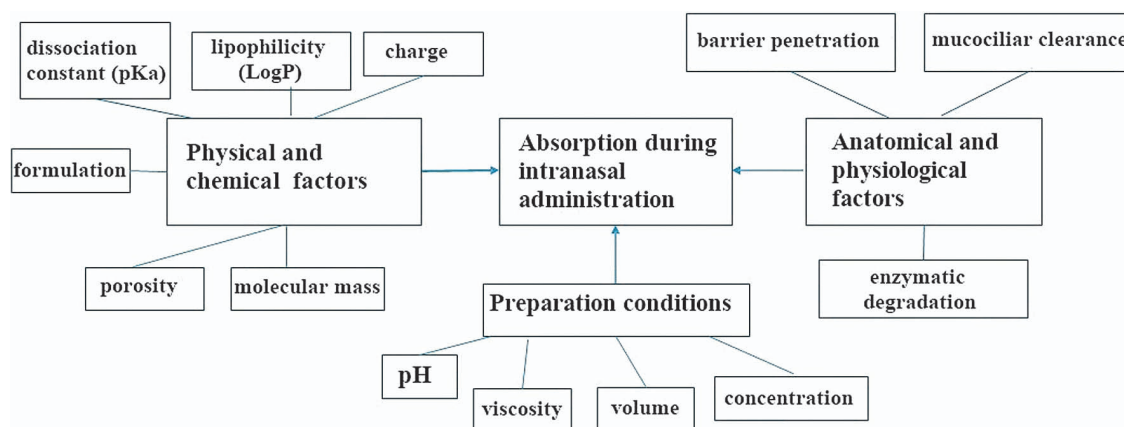 dissociation
constant (pKa)
lipophilicity
(LogP)
charge
barrier penetration
mucociliar clearance
formulation
Physical and
chemical factors
Absorption during
intranasal
administration
Anatomical and
physiological
factors
porosity
molecular mass
enzymatic
degradation
Preparation conditions
pH
viscosity
volume
concentration